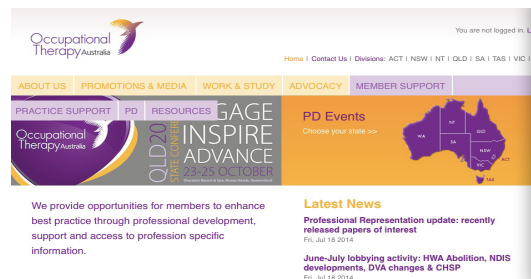 Occupational
Therapy Australia
You are not logged in. L
Home | Contact Us | Divisions: ACT | NSW | NT | QLD | SA | TAS | VIC |
ABOUT US PROMOTIONS & MEDIA WORK & STUDY ADVOCACY MEMBER SUPPORT
PRACTICE SUPPORT PD RESOURCES
Occupational
Therapy Australia
QLD20
STATE CONFE
GAGE
INSPIRE
ADVANCE
23-25 OCTOBER
PD Events
Choose your state >>
WA
NT
SA
QLD
NSW
VIC
ACT
TAS
We provide opportunities for members to enhance
best practice through professional development,
support and access to profession specific
information.
Latest News
Professional Representation update: recently
released papers of interest
Fri, Jul 18 2014
June-July lobbying activity: HWA Abolition, NDIS
developments, DVA changes & CHSP
Fri, Jul 18 2014